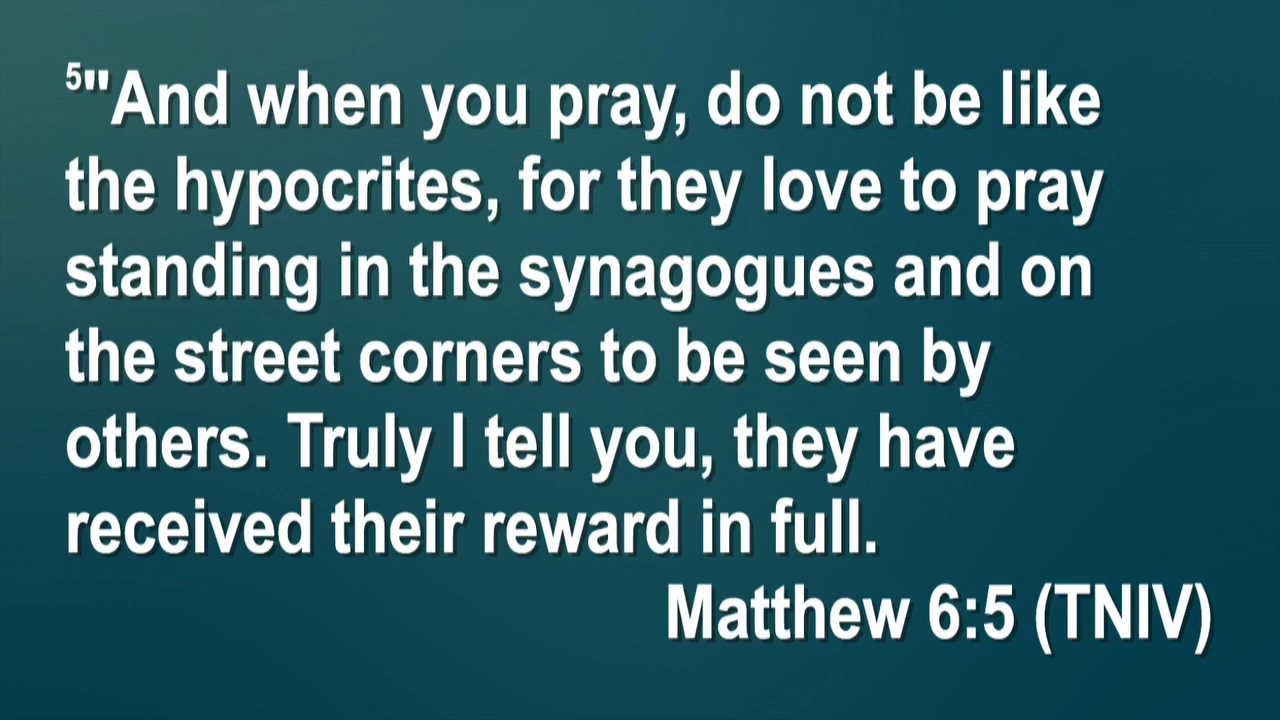 5"And when you pray, do not be like
the hypocrites, for they love to pray
standing in the synagogues and on
the street corners to be seen by
others. Truly I tell you, they have
received their reward in full.
Matthew 6:5 (TNIV)